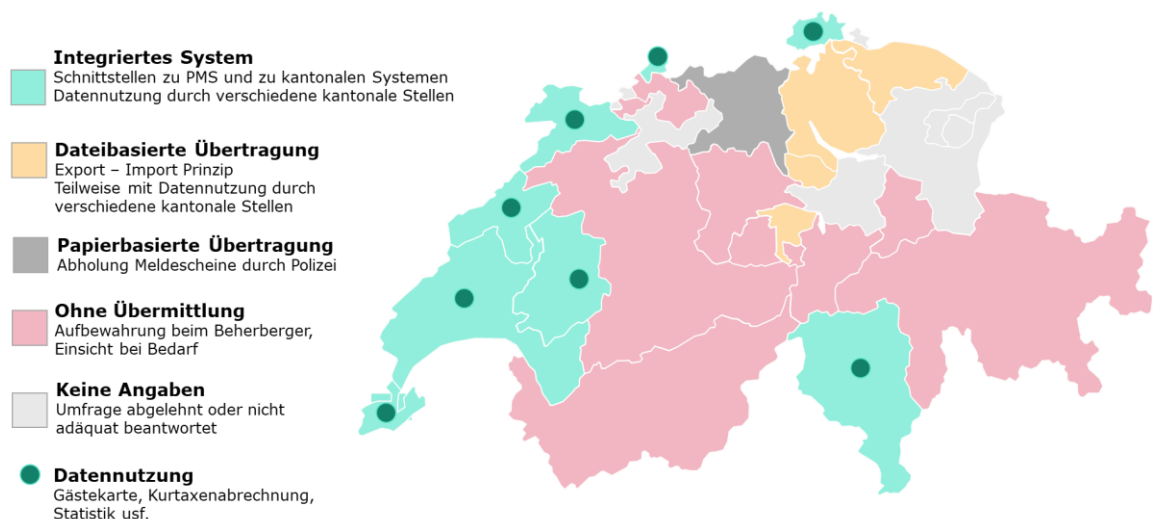 Integriertes System
Schnittstellen zu PMS und zu kantonalen Systemen
Datennutzung durch verschiedene kantonale Stellen
Dateibasierte Übertragung
Export – Import Prinzip
Teilweise mit Datennutzung durch
verschiedene kantonale Stellen
Papierbasierte Übertragung
Abholung Meldescheine durch Polizei
Ohne Übermittlung
Aufbewahrung beim Beherberger,
Einsicht bei Bedarf
Keine Angaben
Umfrage abgelehnt oder nicht
adäquat beantwortet
Datennutzung
Gästekarte, Kurtaxenabrechnung,
Statistik usf.